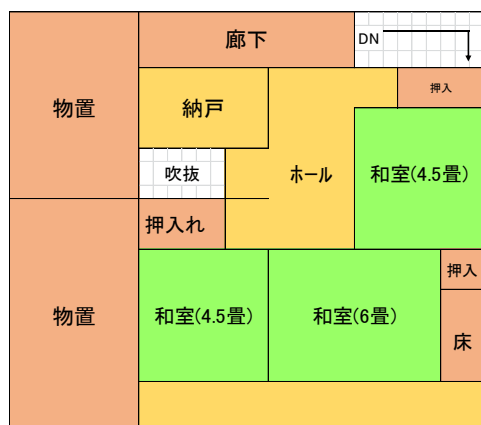 廊下
DN
物置
納戸
押入
吹抜
ホール
和室(4.5畳)
押入れ
押入
物置
和室(4.5畳)
和室(6畳)
床